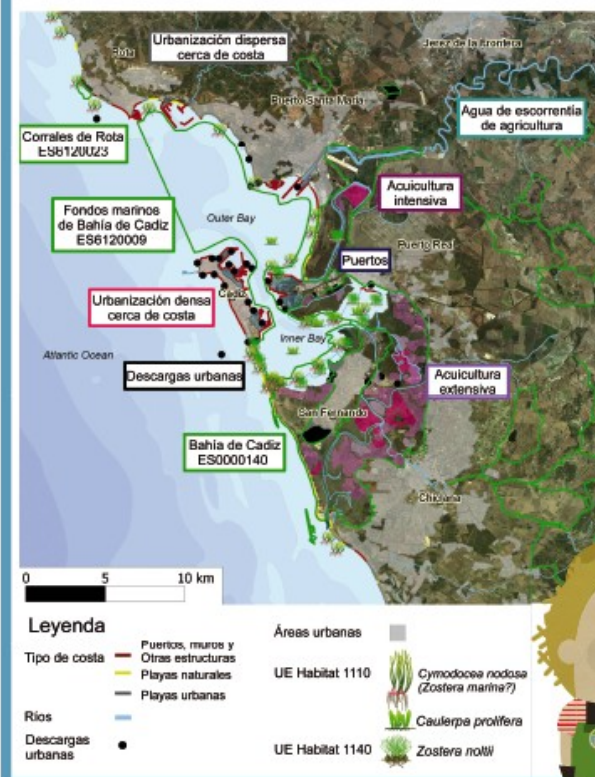 Rota
Urbanización dispersa
cerca de costa
Jerez de la Frontera
Puerto Santa María
Agua de escorrentía
de agricultura
Corrales de Rota
ES6120023
Acuicultura
intensiva
Fondos marinos
de Bahía de Cadiz
ES6120009
Outer Bay
Puerto Real
Puertos
Urbanización densa
cerca de costa
Cádiz
Inner Bay
Atlantic Ocean
Descargas urbanas
Acuicultura
extensiva
San Fernando
Bahía de Cadiz
ES0000140
Chiclana
0 5 10 km
Leyenda
Tipo de costa
Puertos, muros y
Otras estructuras
Playas naturales
Playas urbanas
Ríos
Descargas
urbanas
Áreas urbanas
UE Habitat 1110
Cymodocea nodosa
(Zostera marina?)
Caulerpa prolifera
UE Habitat 1140
Zostera noltii